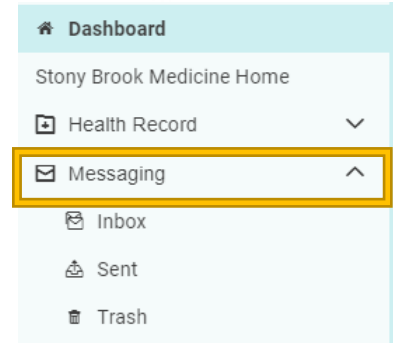 Dashboard
Stony Brook Medicine Home
Health Record
Messaging
Inbox
Sent
Trash